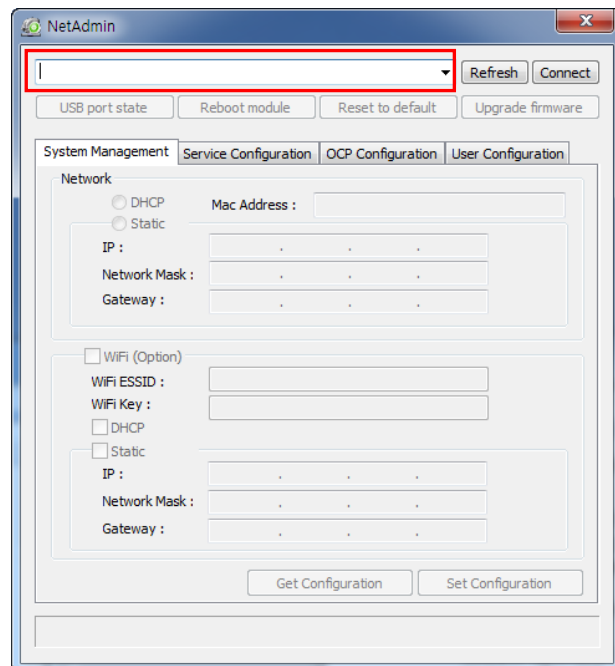 NetAdmin
Refresh Connect
USB port state Reboot module Reset to default Upgrade firmware
System Management Service Configuration OCP Configuration User Configuration
Network
DHCP Mac Address :
Static
IP : . . .
Network Mask : . . .
Gateway : . . .
WiFi (Option)
WiFi ESSID :
WiFi Key :
DHCP
Static
IP : . . .
Network Mask : . . .
Gateway : . . .
Get Configuration Set Configuration